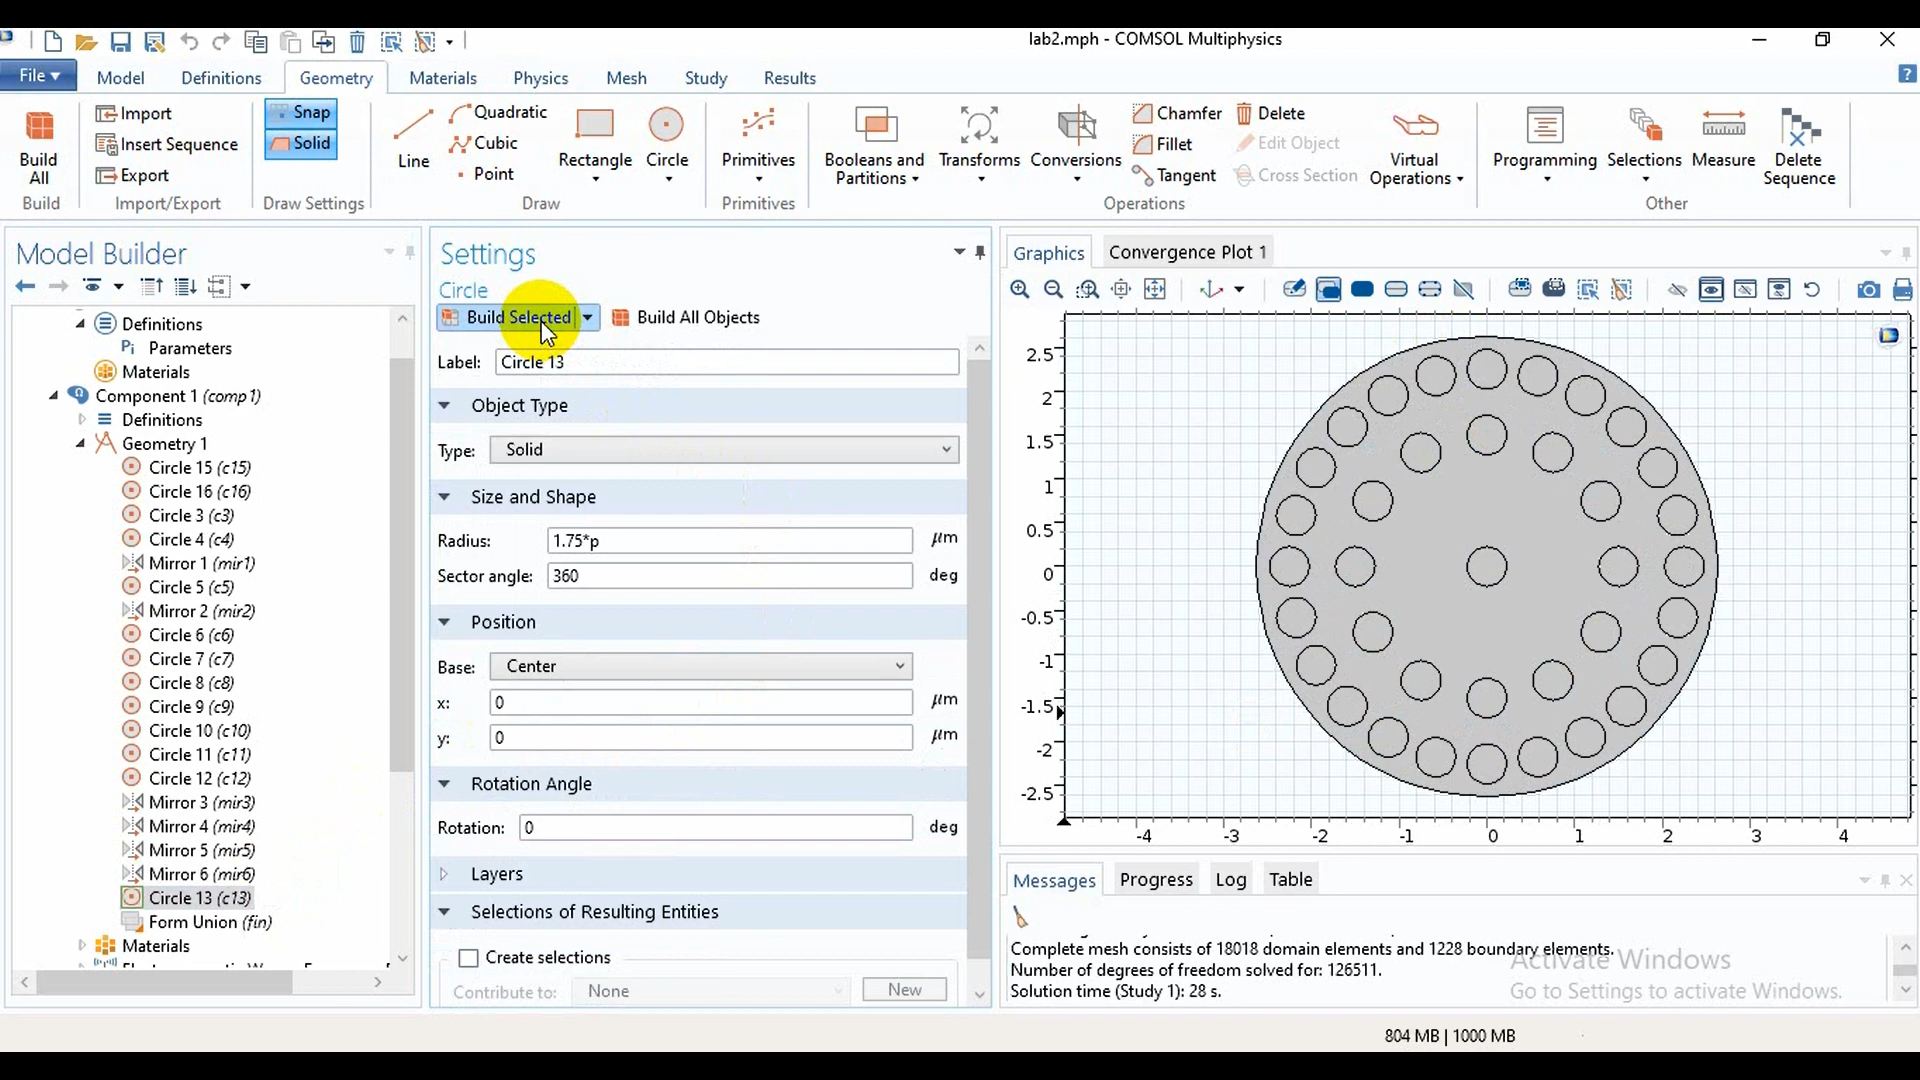 lab2.mph - COMSOL Multiphysics
File
Model
Definitions
Geometry
Materials
Physics
Mesh
Study
Results
Build All
Build
Import
Insert Sequence
Export
Import/Export
Snap
Solid
Draw Settings
Line
Quadratic
Cubic
Point
Rectangle
Circle
Draw
Primitives
Primitives
Booleans and Partitions
Transforms
Conversions
Chamfer
Fillet
Tangent
Delete
Edit Object
Cross Section
Operations
Virtual Operations
Programming
Selections
Measure
Delete Sequence
Other
Model Builder
Definitions
Pi Parameters
Materials
Component 1 (comp1)
Definitions
Geometry 1
Circle 15 (c15)
Circle 16 (c16)
Circle 3 (c3)
Circle 4 (c4)
Mirror 1 (mir1)
Circle 5 (c5)
Mirror 2 (mir2)
Circle 6 (c6)
Circle 7 (c7)
Circle 8 (c8)
Circle 9 (c9)
Circle 10 (c10)
Circle 11 (c11)
Circle 12 (c12)
Mirror 3 (mir3)
Mirror 4 (mir4)
Mirror 5 (mir5)
Mirror 6 (mir6)
Circle 13 (c13)
Form Union (fin)
Materials
Settings
Circle
Build Selected
Build All Objects
Label: Circle 13
Object Type
Type: Solid
Size and Shape
Radius: 1.75*p μm
Sector angle: 360 deg
Position
Base: Center
x: 0 μm
y: 0 μm
Rotation Angle
Rotation: 0 deg
Layers
Selections of Resulting Entities
Create selections
Contribute to: None New
Graphics
Convergence Plot 1
2.5
2
1.5
1
0.5
0
-0.5
-1
-1.5
-2
-2.5
-4 -3 -2 -1 0 1 2 3 4
Messages
Progress
Log
Table
Complete mesh consists of 18018 domain elements and 1228 boundary elements.
Number of degrees of freedom solved for: 126511.
Solution time (Study 1): 28 s.
Activate Windows
Go to Settings to activate Windows.
804 MB | 1000 MB